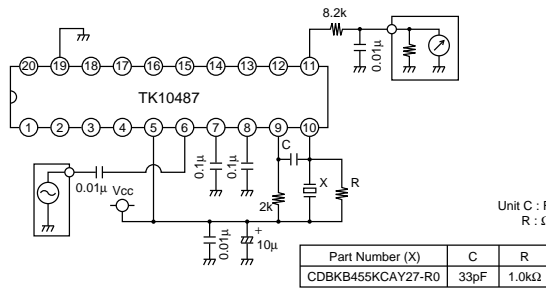 8.2k
0.01μ
20 19 18 17 16 15 14 13 12 11
TK10487
1 2 3 4 5 6 7 8 9 10
0.01μ
Vcc
0.1μ
0.1μ
C
2k
X
R
0.01μ
+
10μ
Unit C : F
R : Ω
Part Number (X) C R
CDBKB455KCAY27-R0 33pF 1.0kΩ